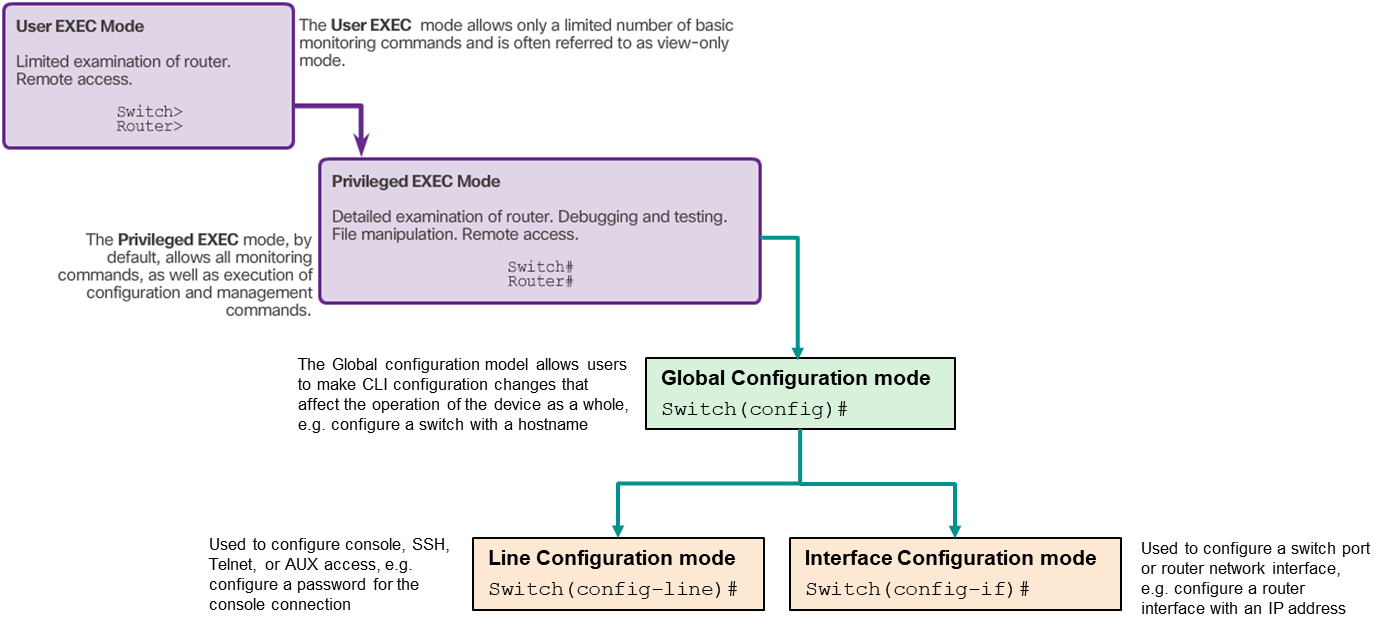 User EXEC Mode
Limited examination of router.
Remote access.
Switch>
Router>
The User EXEC mode allows only a limited number of basic
monitoring commands and is often referred to as view-only
mode.
Privileged EXEC Mode
Detailed examination of router. Debugging and testing.
File manipulation. Remote access.
Switch#
Router#
The Privileged EXEC mode, by
default, allows all monitoring
commands, as well as execution of
configuration and management
commands.
The Global configuration model allows users
to make CLI configuration changes that
affect the operation of the device as a whole,
e.g. configure a switch with a hostname
Global Configuration mode
Switch(config)#
Used to configure console, SSH,
Telnet, or AUX access, e.g.
configure a password for the
console connection
Line Configuration mode
Switch(config-line)#
Interface Configuration mode
Switch(config-if)#
Used to configure a switch port
or router network interface,
e.g. configure a router
interface with an IP address